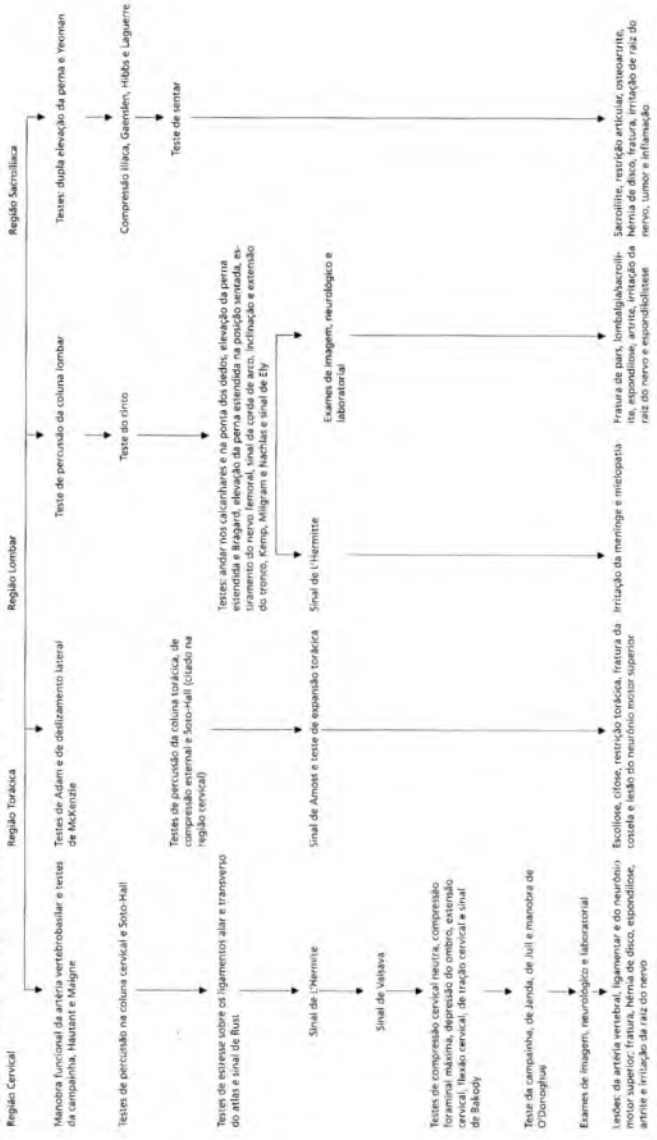 Região Cervical
Manobra funcional da artéria vertebrobasilar e testes
da campainha, Hautant e Maigne
Testes de percussão na coluna cervical e Soto-Hall
Testes de estresse sobre os ligamentos alar e transverso
do atlas e sinal de Rust
Sinal de L'Hermite
Sinal de Valsava
Testes de compressão cervical neutra, compressão
foraminal máxima, depressão do ombro, extensão
cervical, flexão cervical, de tração cervical e sinal
de Bakody
Teste da campainha, de Janda, de Jull e manobra de
O'Donoghue
Exames de imagem, neurológico e laboratorial
Lesões: da artéria vertebral, ligamentar e do neurônio
motor superior; fratura, hérnia de disco, espondilose,
artrite e irritação da raiz do nervo
Região Torácica
Testes de Adam e de deslizamento lateral
de McKenzie
Testes de percussão da coluna torácica, de
compressão esternal e Soto-Hall (citado na
região cervical)
Sinal de Amoss e teste de expansão torácica
Escoliose, cifose, restrição torácica, fratura da
costela e lesão do neurônio motor superior
Região Lombar
Teste de percussão da coluna lombar
Teste do cinto
Testes: andar nos calcanhares e na ponta dos dedos, elevação da perna
estendida e Bragard, elevação da perna estendida na posição sentada, es-
tiramento do nervo femoral, sinal da corda de arco, inclinação e extensão
do tronco, Kemp, Milgram e Nachlas e sinal de Ely
Sinal de L'Hermitte
Irritação da meninge e mielopatia
Exames de imagem, neurológico e
laboratorial
Fratura de pars, lombalgia/sacroili-
íte, espondilose, artrite, irritação da
raiz do nervo e espondilolistese
Região Sacroilíaca
Testes: dupla elevação da perna e Yeoman
Compressão ilíaca, Gaenslen, Hibbs e Laguerre
Teste de sentar
Sacroiliíte, restrição articular, osteoartrite,
hérnia de disco, fratura, irritação de raiz do
nervo, tumor e inflamação